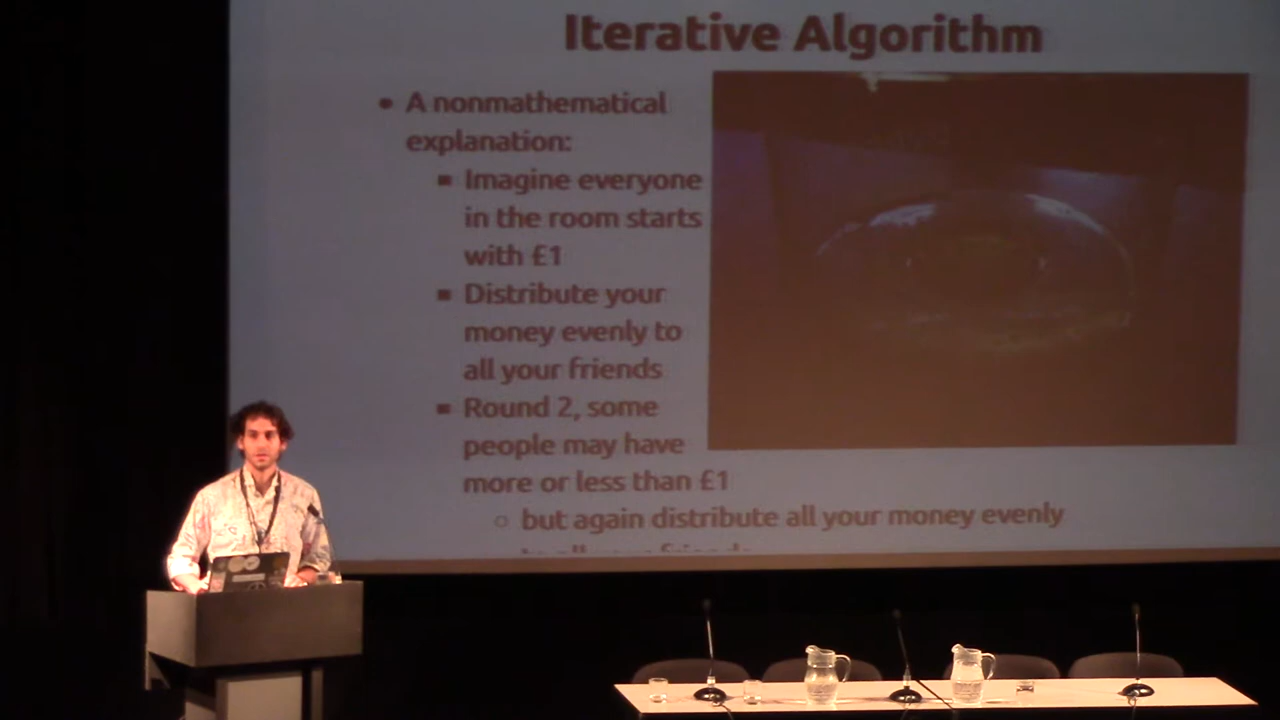 Iterative Algorithm
• A nonmathematical
explanation:
▪ Imagine everyone
in the room starts
with £1
▪ Distribute your
money evenly to
all your friends
▪ Round 2, some
people may have
more or less than £1
○ but again distribute all your money evenly